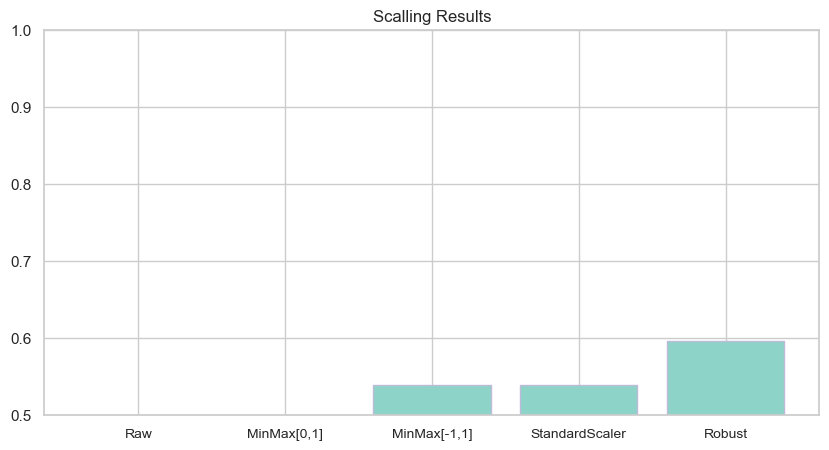 Scalling Results
1.0
0.9
0.8
0.7
0.6
0.5
Raw
MinMax[0,1]
MinMax[-1,1]
StandardScaler
Robust